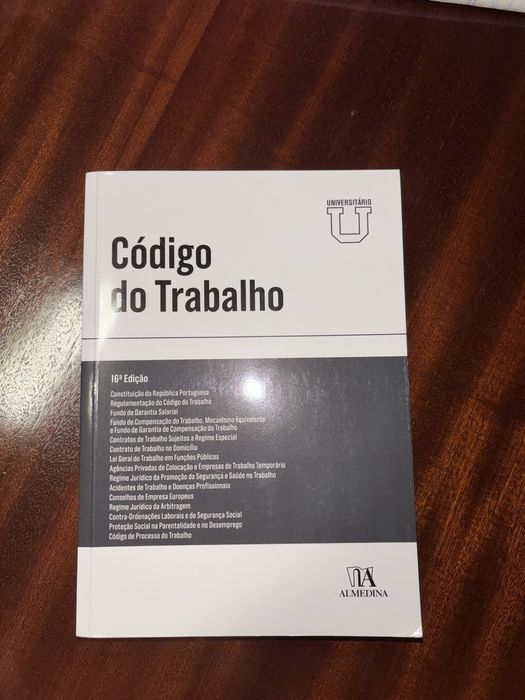 UNIVERSITÁRIO
U
Código
do Trabalho
16ª Edição
Constituição da República Portuguesa
Regulamentação do Código do Trabalho
Fundo de Garantia Salarial
Fundo de Compensação do Trabalho, Mecanismo Equivalente
e Fundo de Garantia de Compensação do Trabalho
Contratos de Trabalho Sujeitos a Regime Especial
Contrato de Trabalho no Domicílio
Lei Geral do Trabalho em Funções Públicas
Agências Privadas de Colocação e Empresas de Trabalho Temporário
Regime Jurídico da Promoção da Segurança e Saúde no Trabalho
Acidentes de Trabalho e Doenças Profissionais
Conselhos de Empresa Europeus
Regime Jurídico da Arbitragem
Contra-Ordenações Laborais e de Segurança Social
Proteção Social na Parentalidade e no Desemprego
Código de Processo do Trabalho
ALMEDINA